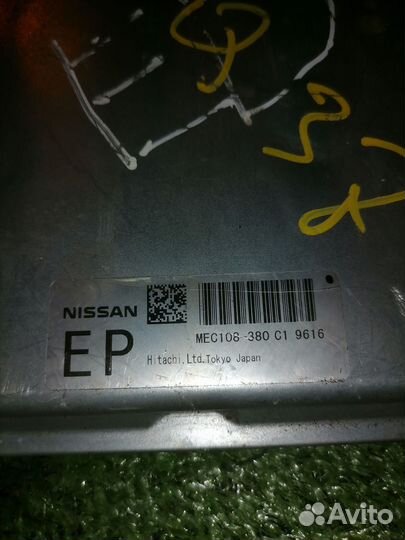 NISSAN
EP
MEC108-380 C1 9616
Hitachi,Ltd.Tokyo Japan
Avito